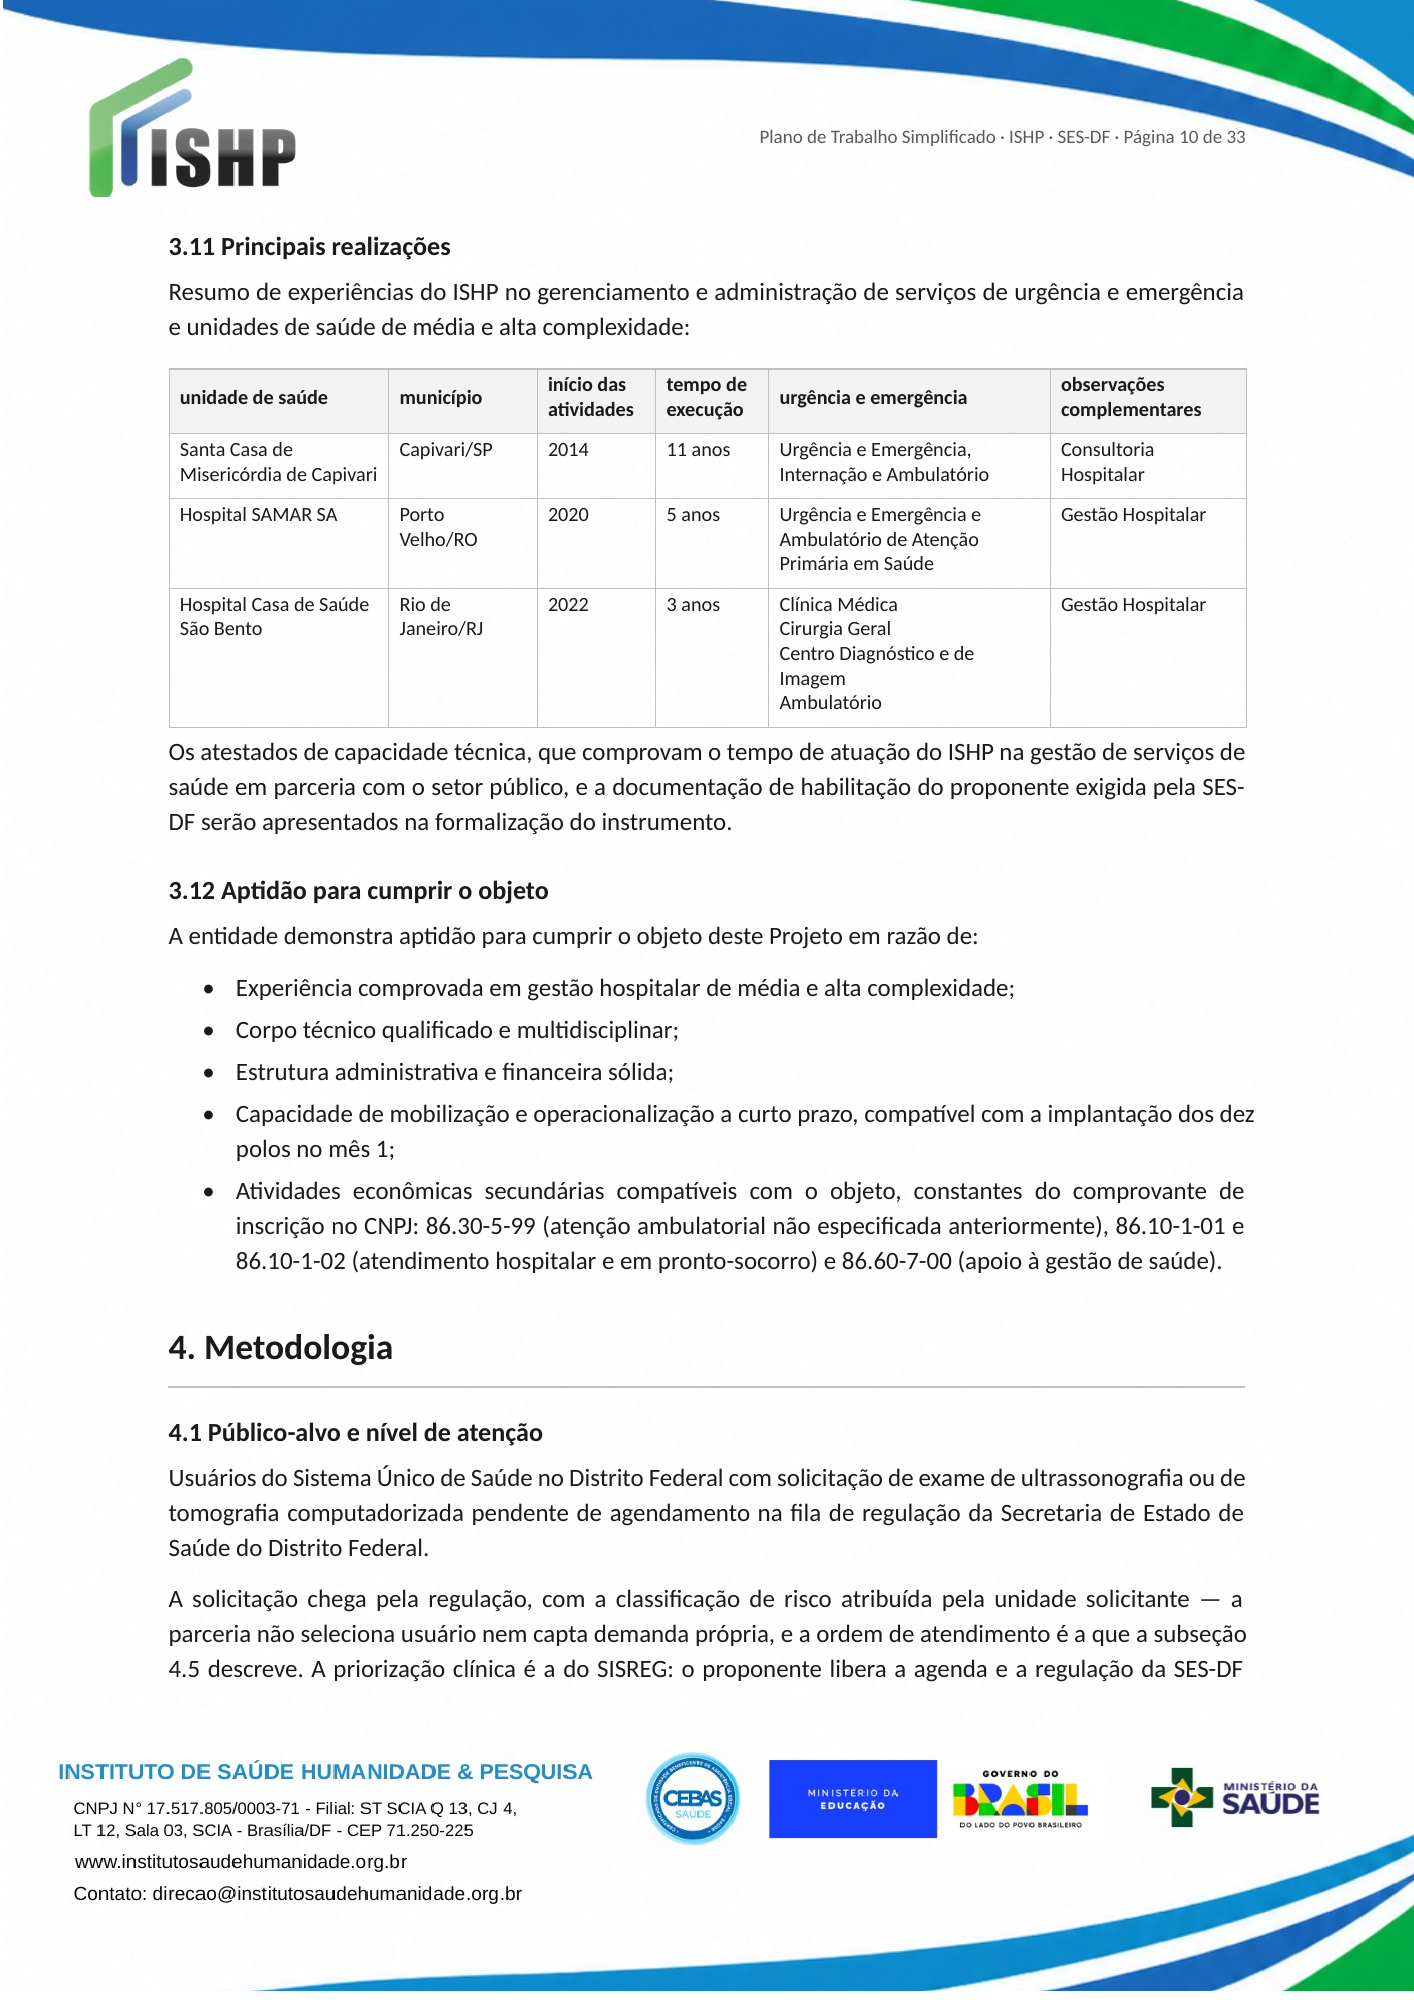 ISHP
Plano de Trabalho Simplificado · ISHP · SES-DF · Página 10 de 33
3.11 Principais realizações
Resumo de experiências do ISHP no gerenciamento e administração de serviços de urgência e emergência
e unidades de saúde de média e alta complexidade:
unidade de saúde município início das atividades tempo de execução urgência e emergência observações complementares
Santa Casa de Misericórdia de Capivari Capivari/SP 2014 11 anos Urgência e Emergência, Internação e Ambulatório Consultoria Hospitalar
Hospital SAMAR SA Porto Velho/RO 2020 5 anos Urgência e Emergência e Ambulatório de Atenção Primária em Saúde Gestão Hospitalar
Hospital Casa de Saúde São Bento Rio de Janeiro/RJ 2022 3 anos Clínica Médica Cirurgia Geral Centro Diagnóstico e de Imagem Ambulatório Gestão Hospitalar
Os atestados de capacidade técnica, que comprovam o tempo de atuação do ISHP na gestão de serviços de
saúde em parceria com o setor público, e a documentação de habilitação do proponente exigida pela SES-
DF serão apresentados na formalização do instrumento.
3.12 Aptidão para cumprir o objeto
A entidade demonstra aptidão para cumprir o objeto deste Projeto em razão de:
• Experiência comprovada em gestão hospitalar de média e alta complexidade;
• Corpo técnico qualificado e multidisciplinar;
• Estrutura administrativa e financeira sólida;
• Capacidade de mobilização e operacionalização a curto prazo, compatível com a implantação dos dez
polos no mês 1;
• Atividades econômicas secundárias compatíveis com o objeto, constantes do comprovante de
inscrição no CNPJ: 86.30-5-99 (atenção ambulatorial não especificada anteriormente), 86.10-1-01 e
86.10-1-02 (atendimento hospitalar e em pronto-socorro) e 86.60-7-00 (apoio à gestão de saúde).
4. Metodologia
4.1 Público-alvo e nível de atenção
Usuários do Sistema Único de Saúde no Distrito Federal com solicitação de exame de ultrassonografia ou de
tomografia computadorizada pendente de agendamento na fila de regulação da Secretaria de Estado de
Saúde do Distrito Federal.
A solicitação chega pela regulação, com a classificação de risco atribuída pela unidade solicitante — a
parceria não seleciona usuário nem capta demanda própria, e a ordem de atendimento é a que a subseção
4.5 descreve. A priorização clínica é a do SISREG: o proponente libera a agenda e a regulação da SES-DF
INSTITUTO DE SAÚDE HUMANIDADE & PESQUISA
CNPJ N° 17.517.805/0003-71 - Filial: ST SCIA Q 13, CJ 4,
LT 12, Sala 03, SCIA - Brasília/DF - CEP 71.250-225
www.institutosaudehumanidade.org.br
Contato: direcao@institutosaudehumanidade.org.br
CEBAS
SAÚDE
MINISTÉRIO DA
EDUCAÇÃO
GOVERNO DO
BRASIL
DO LADO DO POVO BRASILEIRO
MINISTÉRIO DA
SAÚDE